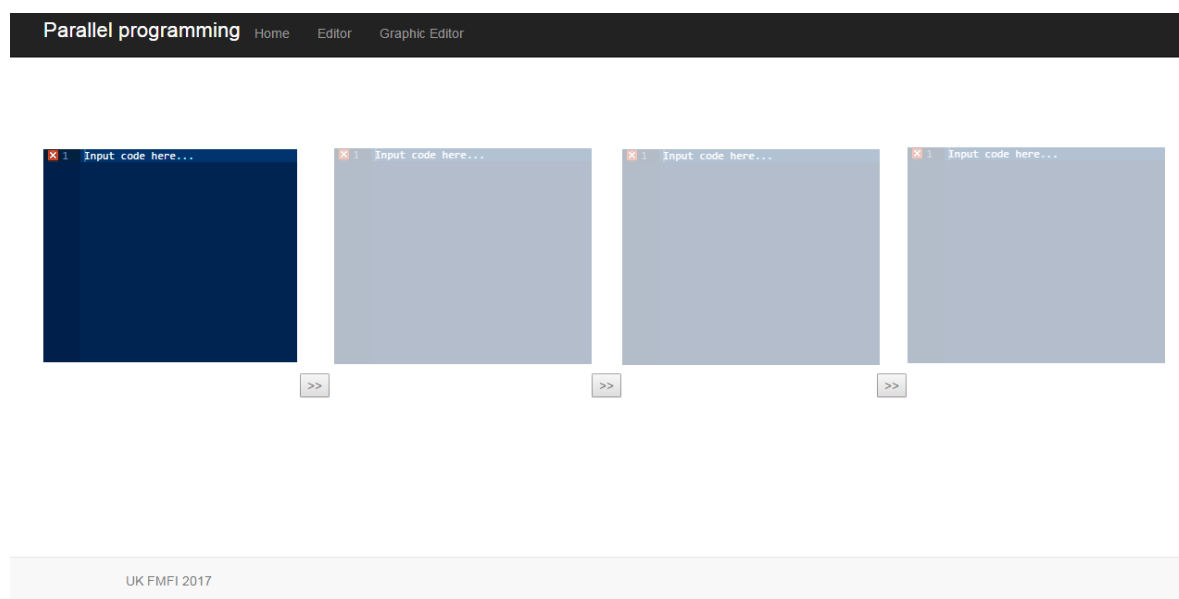 Parallel programming Home Editor Graphic Editor
1 Input code here...
1 Input code here...
1 Input code here...
1 Input code here...
>>
>>
>>
UK FMFI 2017